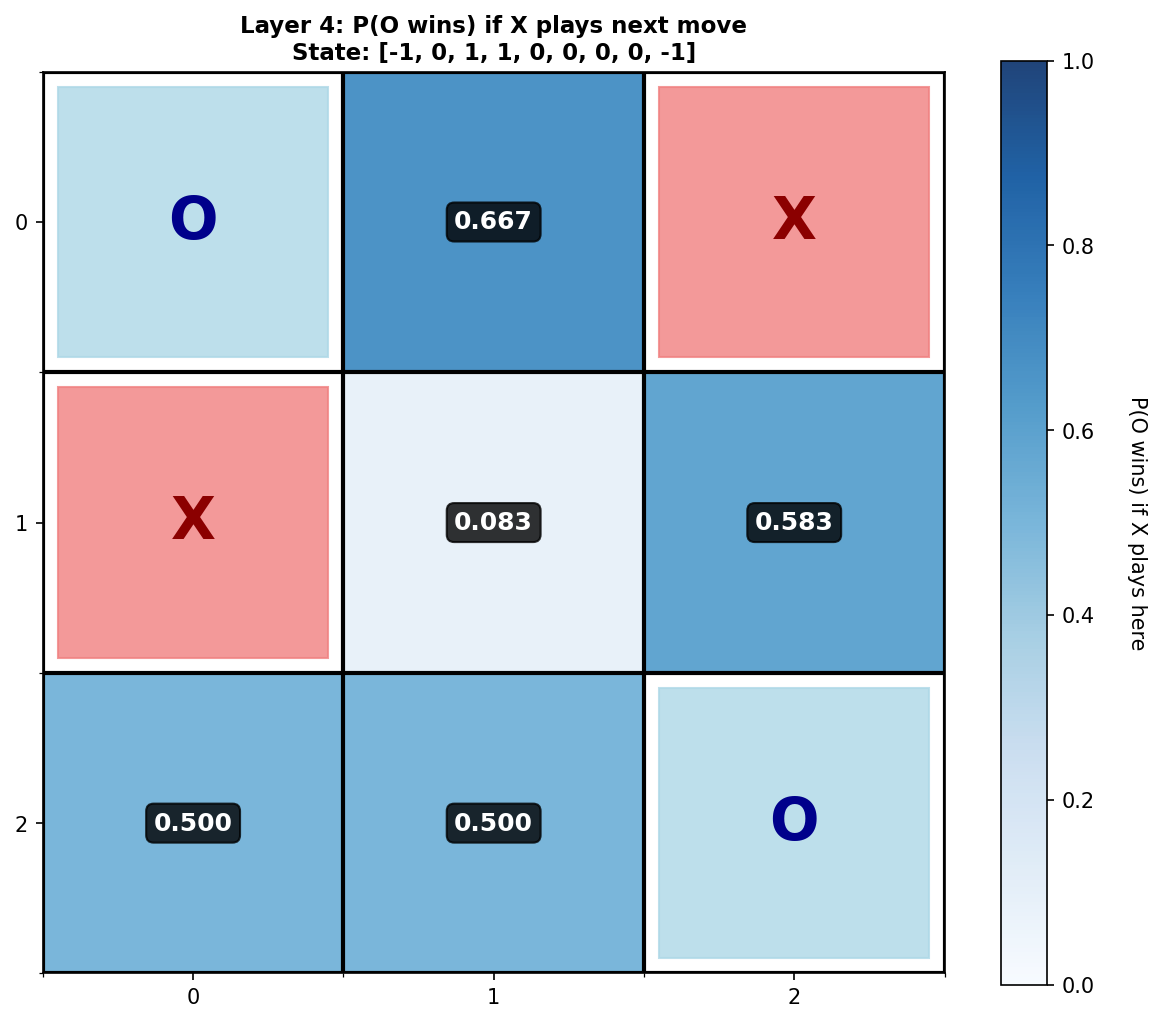 Layer 4: P(O wins) if X plays next move
State: [-1, 0, 1, 1, 0, 0, 0, 0, -1]
O
0.667
X
X
0.083
0.583
0.500
0.500
O
0
1
2
0
1
2
1.0
0.8
0.6
0.4
0.2
0.0
P(O wins) if X plays here